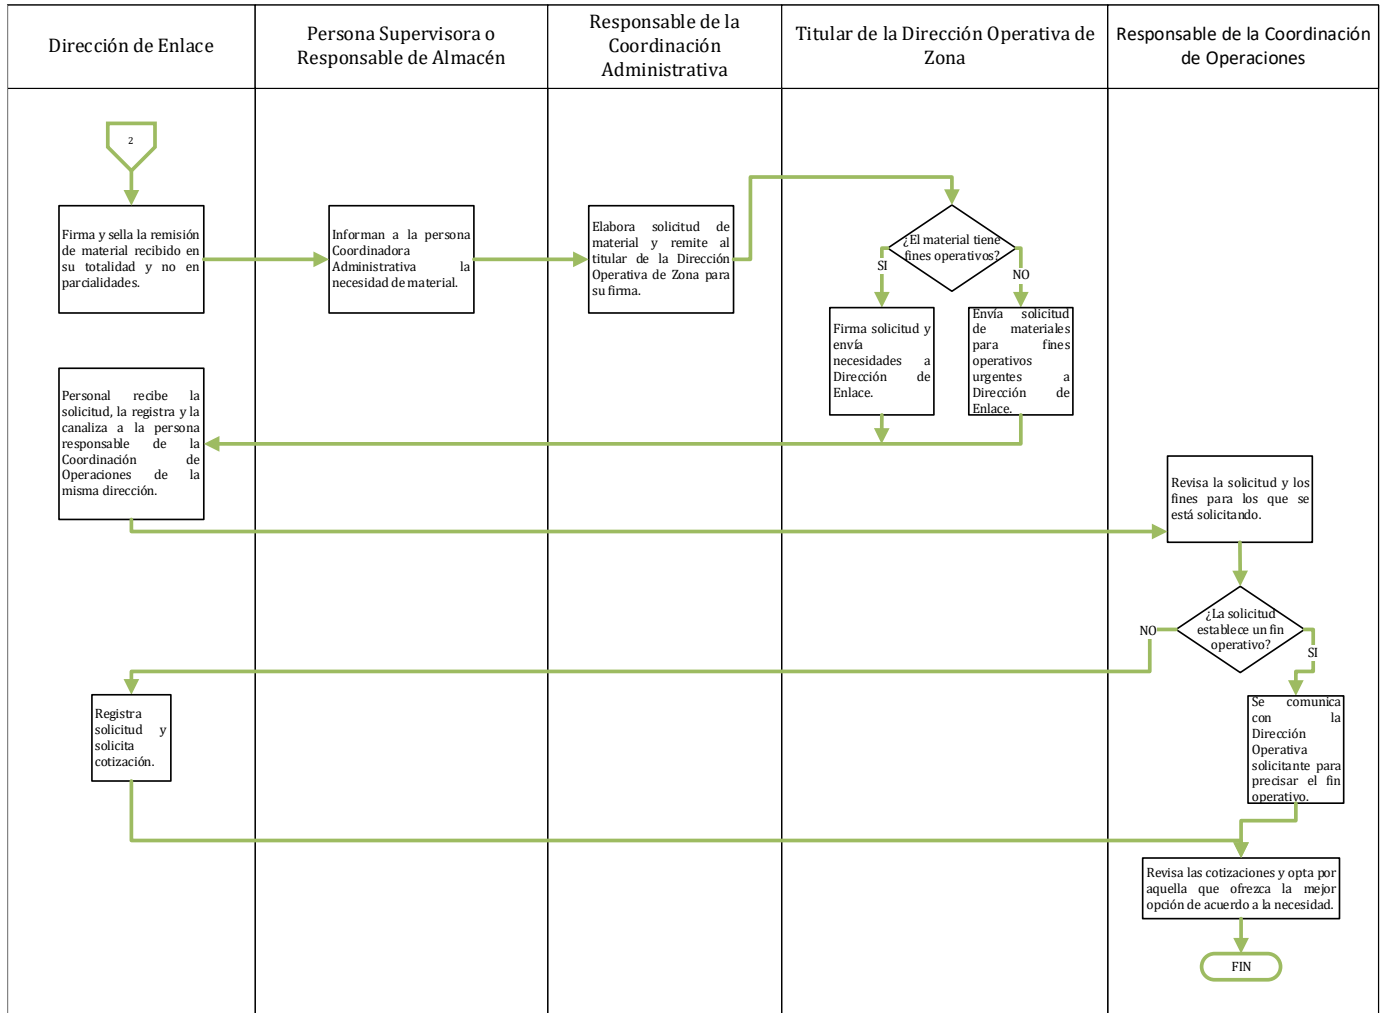 Dirección de Enlace
Persona Supervisora o
Responsable de Almacén
Responsable de la
Coordinación
Administrativa
Titular de la Dirección Operativa de
Zona
Responsable de la Coordinación
de Operaciones
2
Firma y sella la remisión
de material recibido en
su totalidad y no en
parcialidades.
Informan a la persona
Coordinadora
Administrativa la
necesidad de material.
Elabora solicitud de
material y remite al
titular de la Dirección
Operativa de Zona para
su firma.
¿El material tiene
fines operativos?
SI
NO
Firma solicitud y
envía
necesidades a
Dirección de
Enlace.
Envía solicitud
de materiales
para fines
operativos
urgentes a
Dirección de
Enlace.
Personal recibe la
solicitud, la registra y la
canaliza a la persona
responsable de la
Coordinación de
Operaciones de la
misma dirección.
Revisa la solicitud y los
fines para los que se
está solicitando.
¿La solicitud
establece un fin
operativo?
NO
SI
Registra
solicitud y
solicita
cotización.
Se comunica
con la
Dirección
Operativa
solicitante para
precisar el fin
operativo.
Revisa las cotizaciones y opta por
aquella que ofrezca la mejor
opción de acuerdo a la necesidad.
FIN